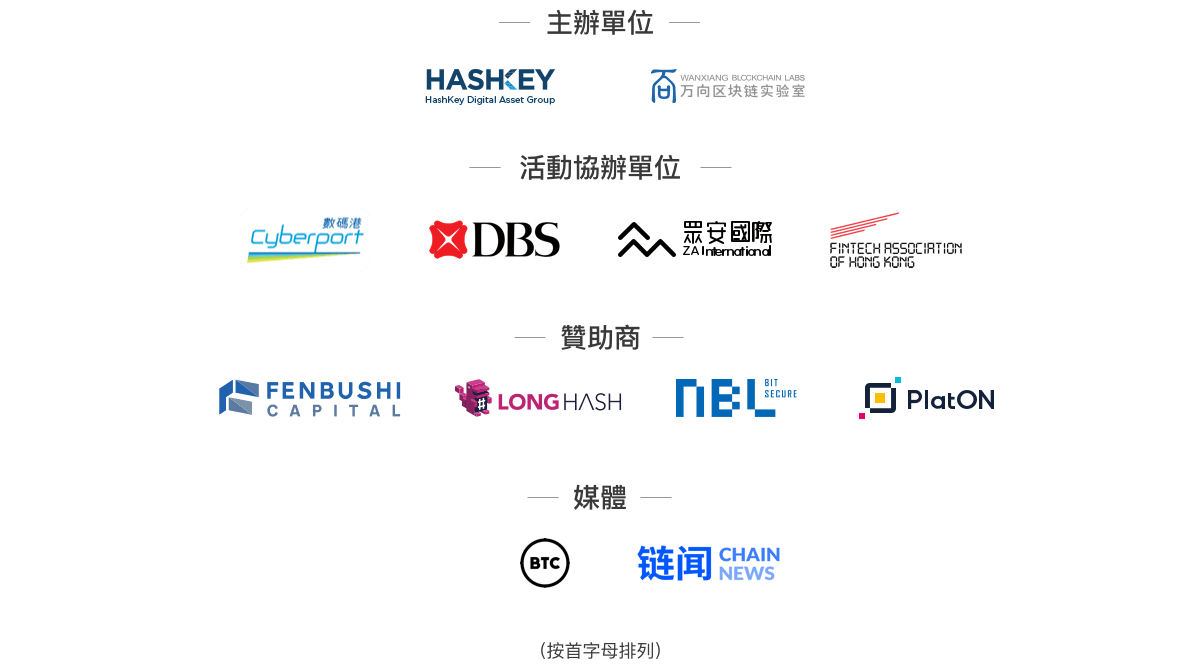 主辦單位
HASHKEY
HashKey Digital Asset Group
WANXIANG BLOCKCHAIN LABS
万向区块链实验室
活動協辦單位
數碼港
Cyberport
DBS
眾安國際
ZA International
FINTECH ASSOCIATION
OF HONG KONG
贊助商
FENBUSHI
CAPITAL
LONGHASH
NBL
BIT
SECURE
PlatON
媒體
BTC
链闻
CHAIN
NEWS
（按首字母排列）